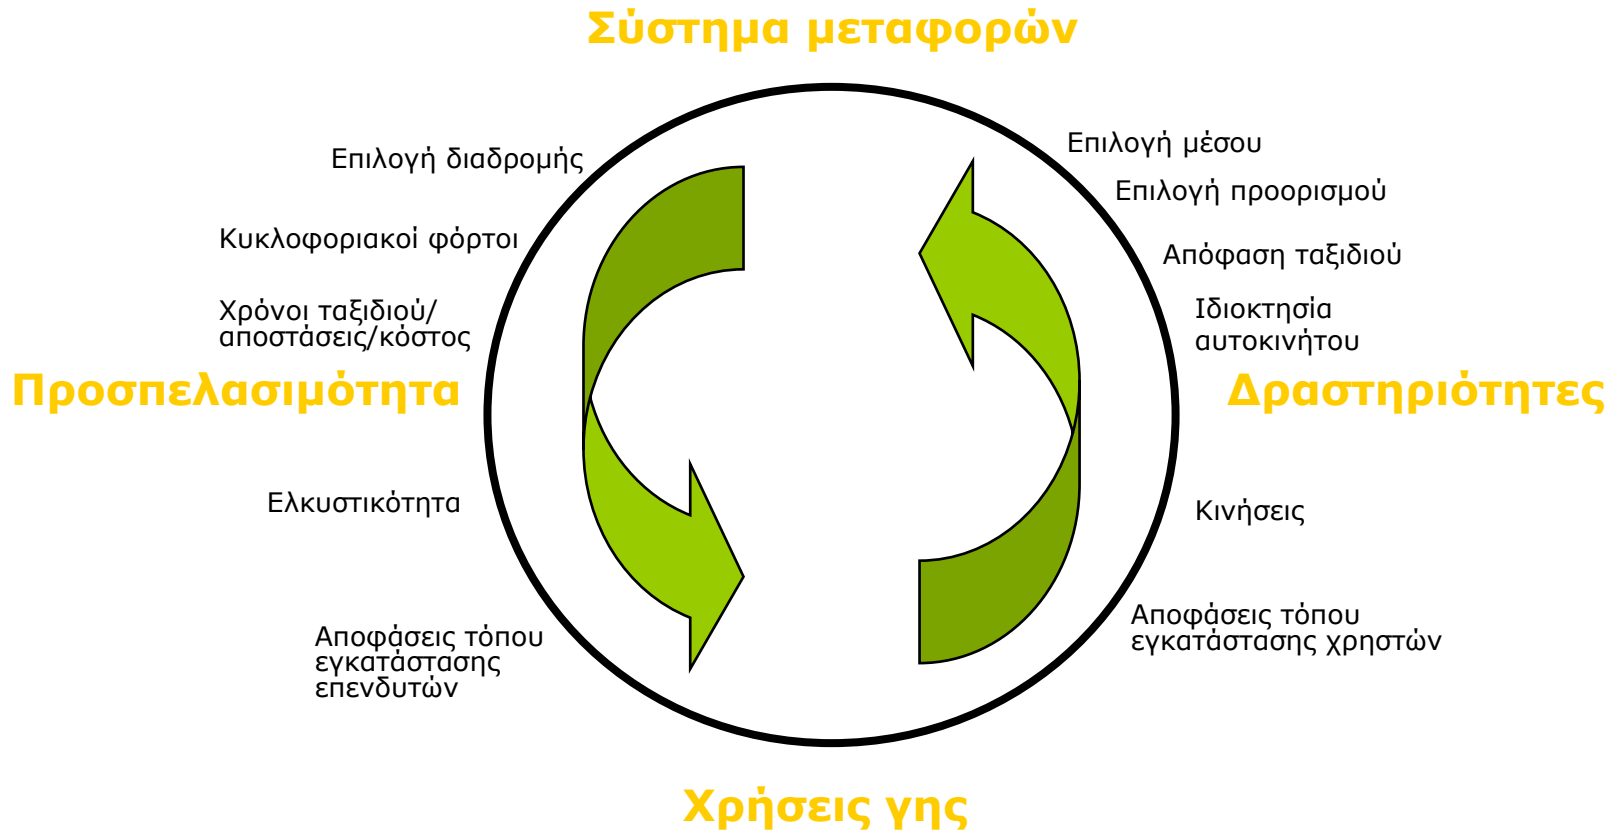 Σύστημα μεταφορών
Επιλογή διαδρομής
Επιλογή μέσου
Επιλογή προορισμού
Κυκλοφοριακοί φόρτοι
Απόφαση ταξιδιού
Χρόνοι ταξιδιού/
αποστάσεις/κόστος
Ιδιοκτησία
αυτοκινήτου
Προσπελασιμότητα
Δραστηριότητες
Ελκυστικότητα
Κινήσεις
Αποφάσεις τόπου
εγκατάστασης
επενδυτών
Αποφάσεις τόπου
εγκατάστασης χρηστών
Χρήσεις γης